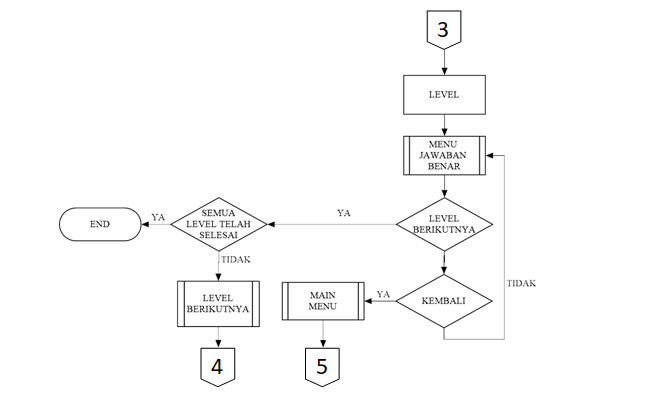 3
LEVEL
MENU
JAWABAN
BENAR
LEVEL
BERIKUTNYA
YA
SEMUA
LEVEL TELAH
SELESAI
YA
END
TIDAK
LEVEL
BERIKUTNYA
4
KEMBALI
YA
MAIN
MENU
5
TIDAK